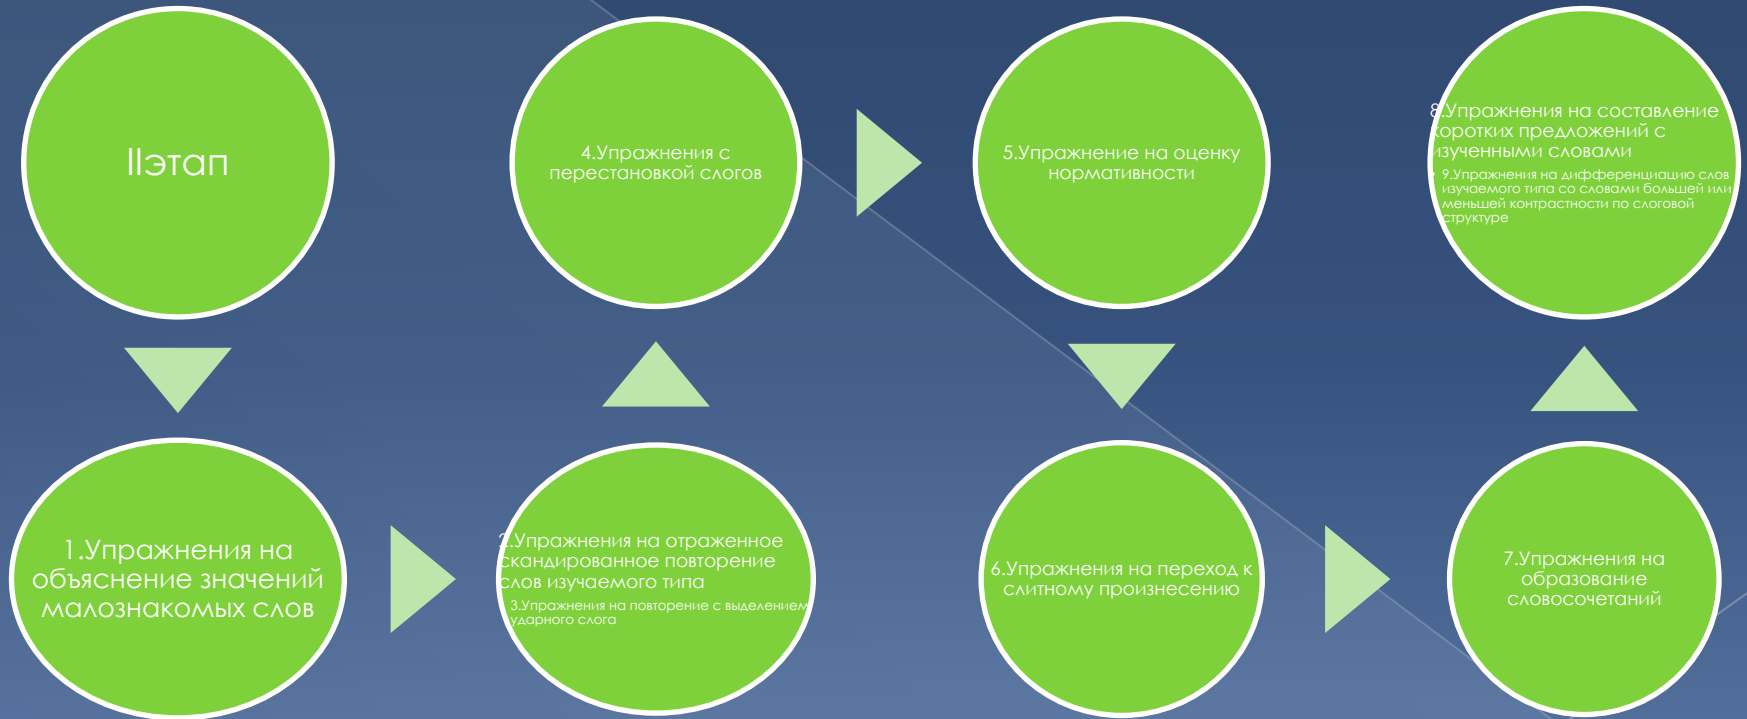 IIэтап
1.Упражнения на
объяснение значений
малознакомых слов
2.Упражнения на отраженное
скандированное повторение
слов изучаемого типа
3.Упражнения на повторение с выделением
ударного слога
4.Упражнения с
перестановкой слогов
5.Упражнение на оценку
нормативности
6.Упражнения на переход к
слитному произнесению
7.Упражнения на
образование
словосочетаний
8.Упражнения на составление
коротких предложений с
изученными словами
• 9.Упражнения на дифференциацию слов
изучаемого типа со словами большей или
меньшей контрастности по слоговой
структуре